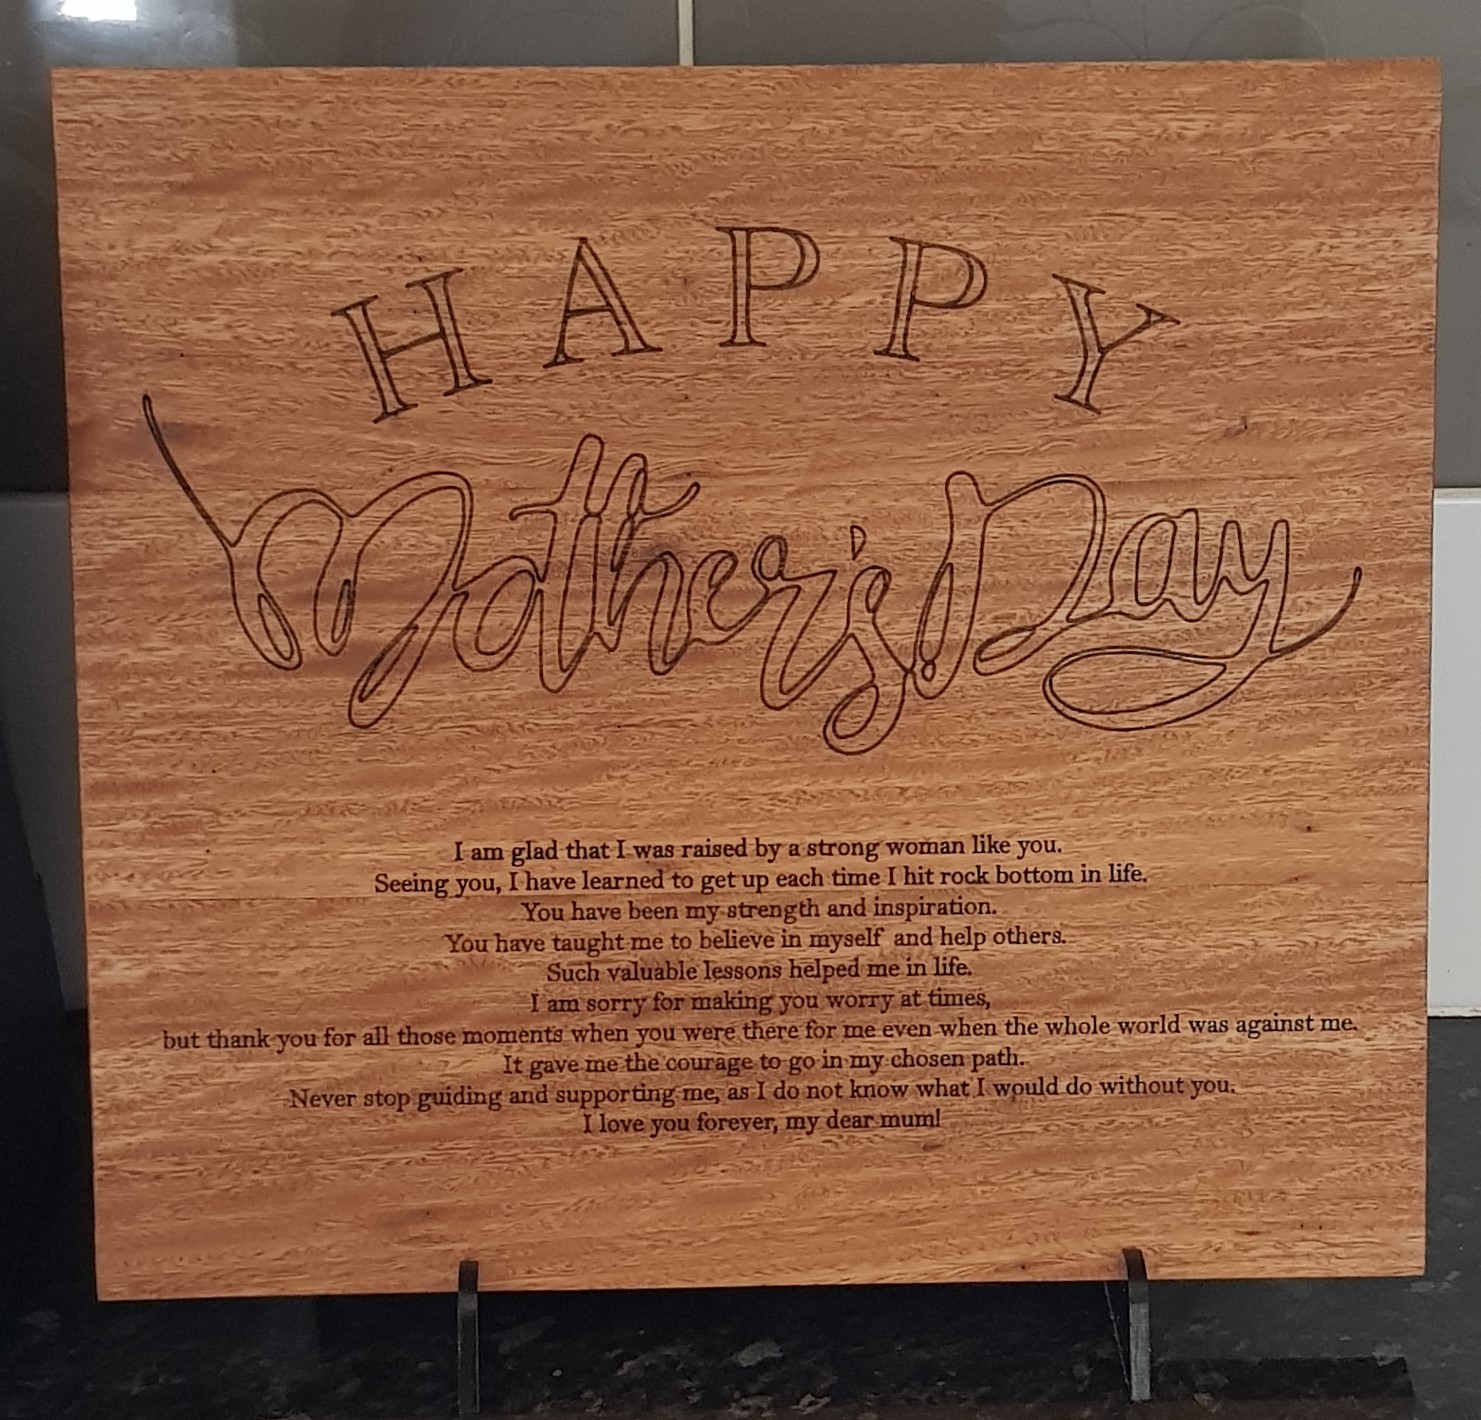 HAPPY
Mother's Day
I am glad that I was raised by a strong woman like you.
Seeing you, I have learned to get up each time I hit rock bottom in life.
You have been my strength and inspiration.
You have taught me to believe in myself and help others.
Such valuable lessons helped me in life.
I am sorry for making you worry at times,
but thank you for all those moments when you were there for me even when the whole world was against me.
It gave me the courage to go in my chosen path.
Never stop guiding and supporting me, as I do not know what I would do without you.
I love you forever, my dear mum!